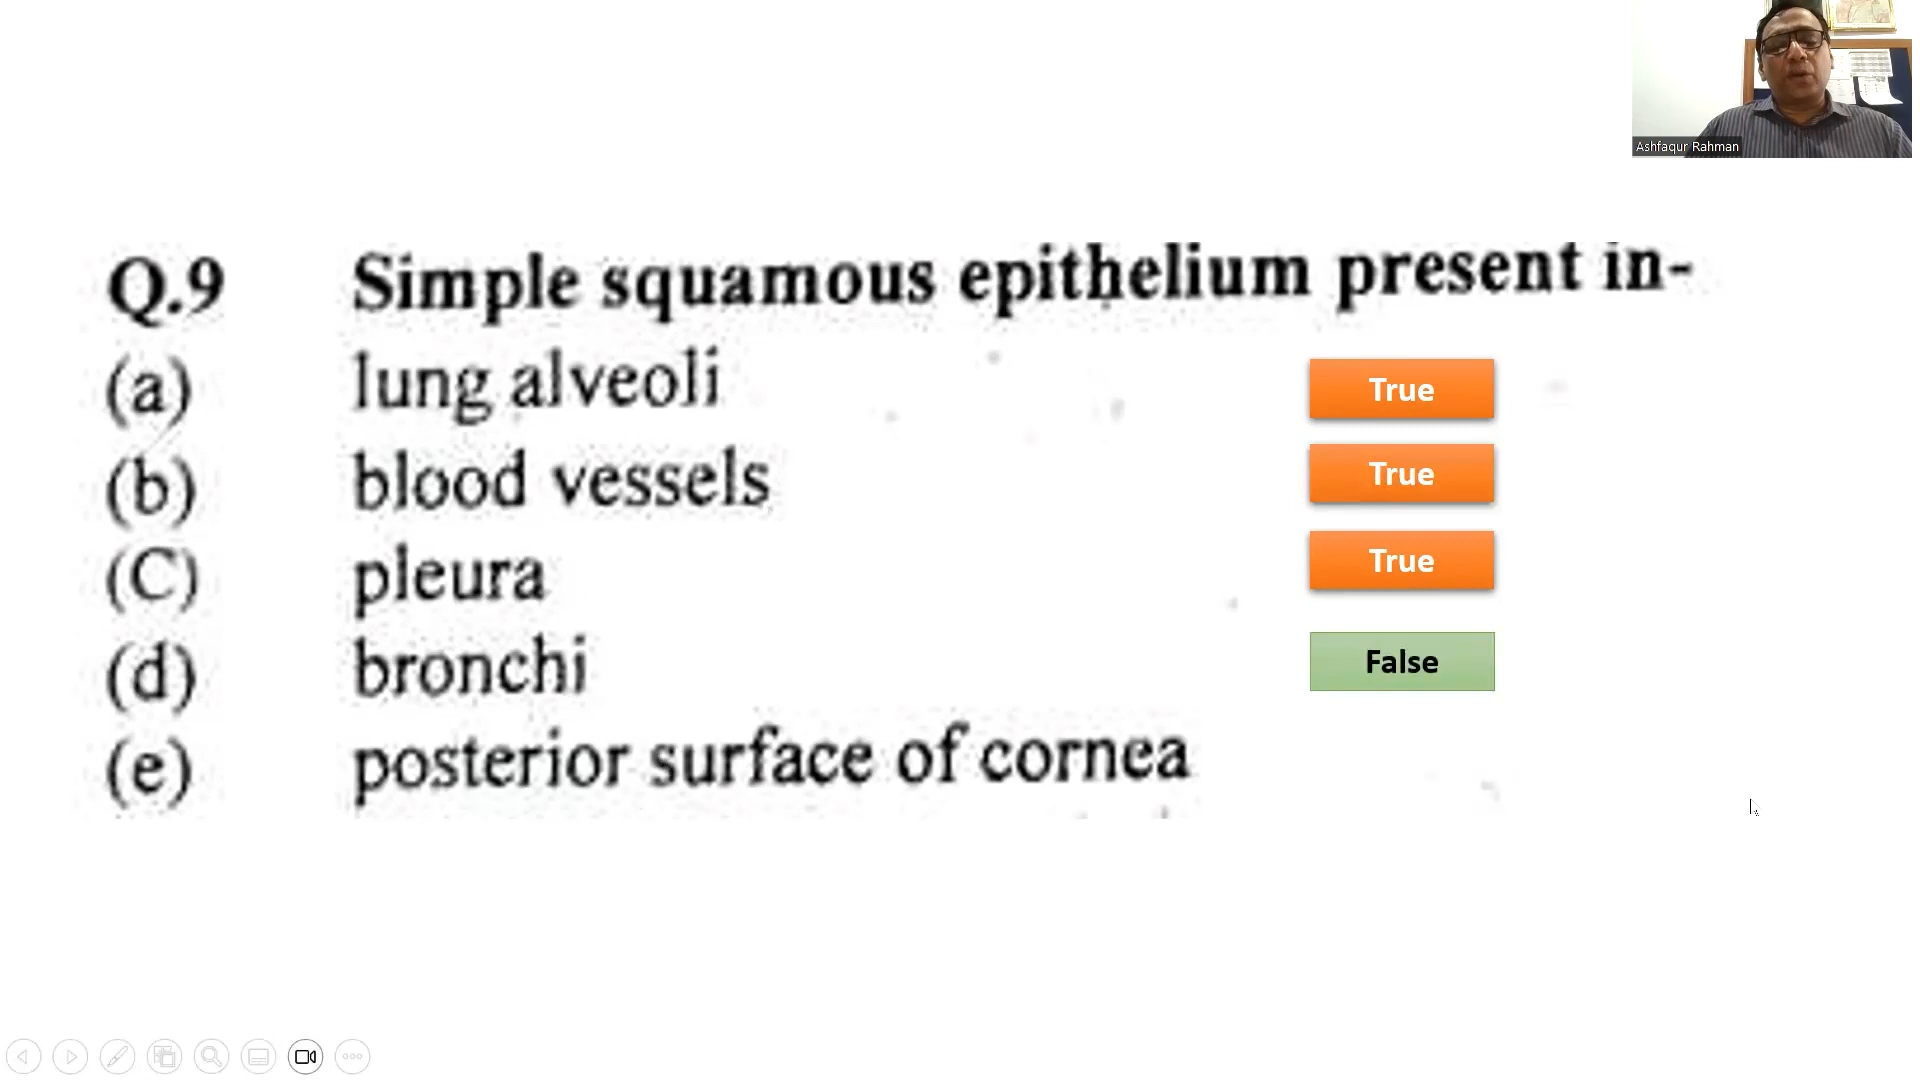 Ashfaqur Rahman
Q.9 Simple squamous epithelium present in-
(a) lung alveoli True
(b) blood vessels True
(C) pleura True
(d) bronchi False
(e) posterior surface of cornea